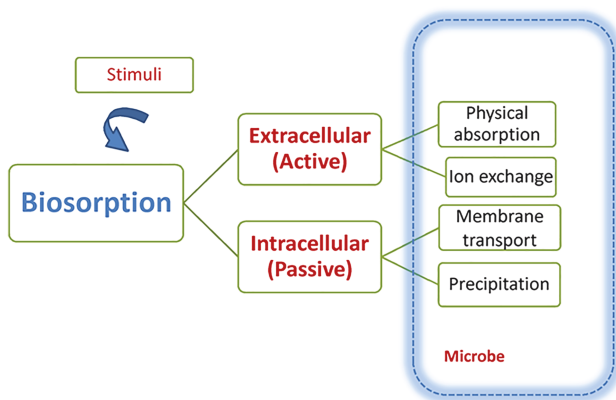 Stimuli
Biosorption
Extracellular
(Active)
Intracellular
(Passive)
Physical
absorption
Ion exchange
Membrane
transport
Precipitation
Microbe